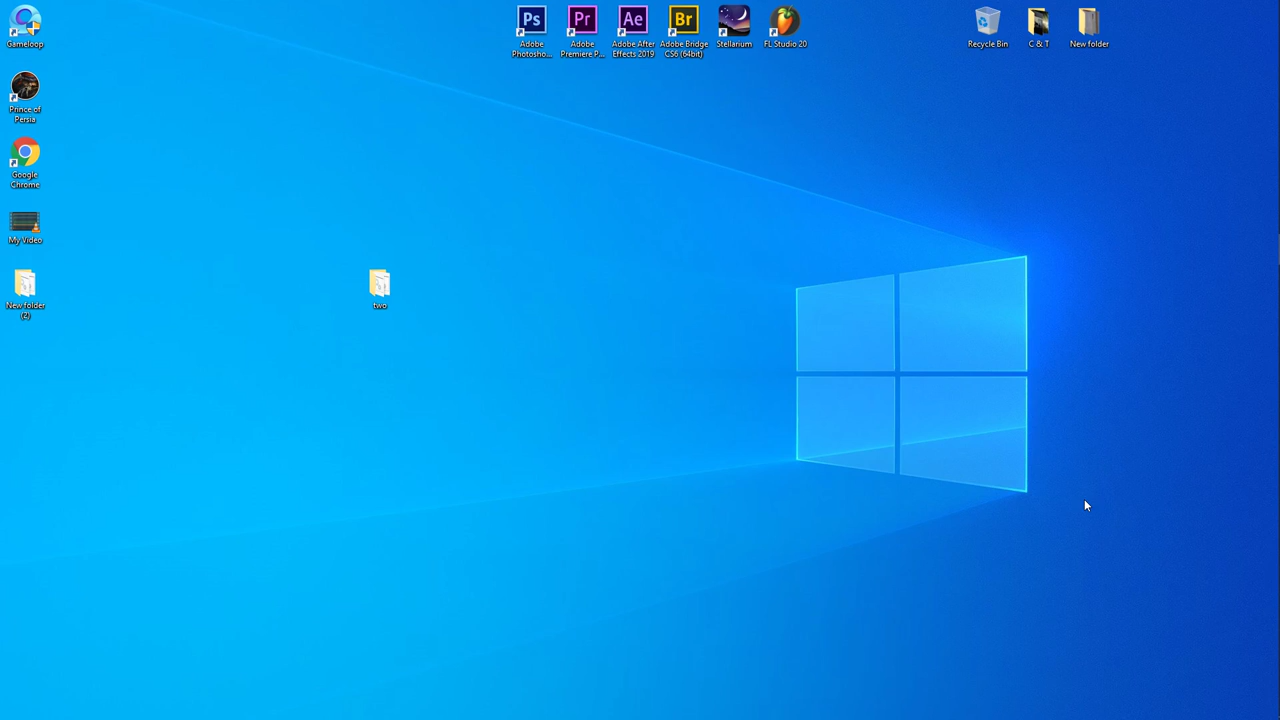 Gameloop
Ps
Adobe
Photosho...
Pr
Adobe
Premiere P...
Ae
Adobe After
Effects 2019
Br
Adobe Bridge
CS6 (64bit)
Stellarium
FL Studio 20
Recycle Bin
C & T
New folder
Prince of
Persia
Google
Chrome
My Video
New folder
(2)
two